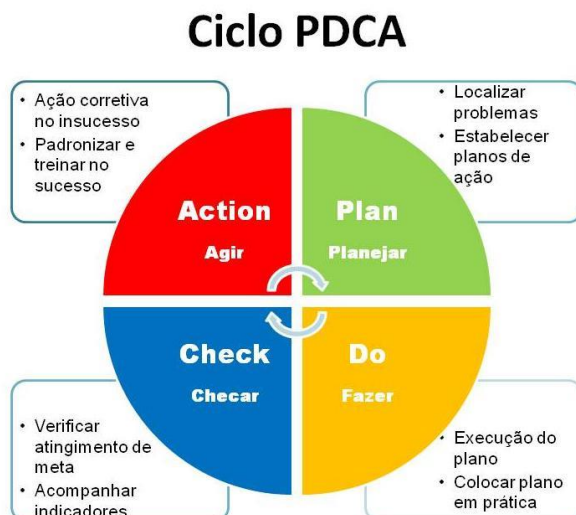 Ciclo PDCA
• Ação corretiva
no insucesso
• Padronizar e
treinar no
sucesso
• Localizar
problemas
• Estabelecer
planos de
ação
Action
Agir
Plan
Planejar
Check
Checar
Do
Fazer
• Verificar
atingimento de
meta
• Acompanhar
indicadores
• Execução do
plano
• Colocar plano
em prática